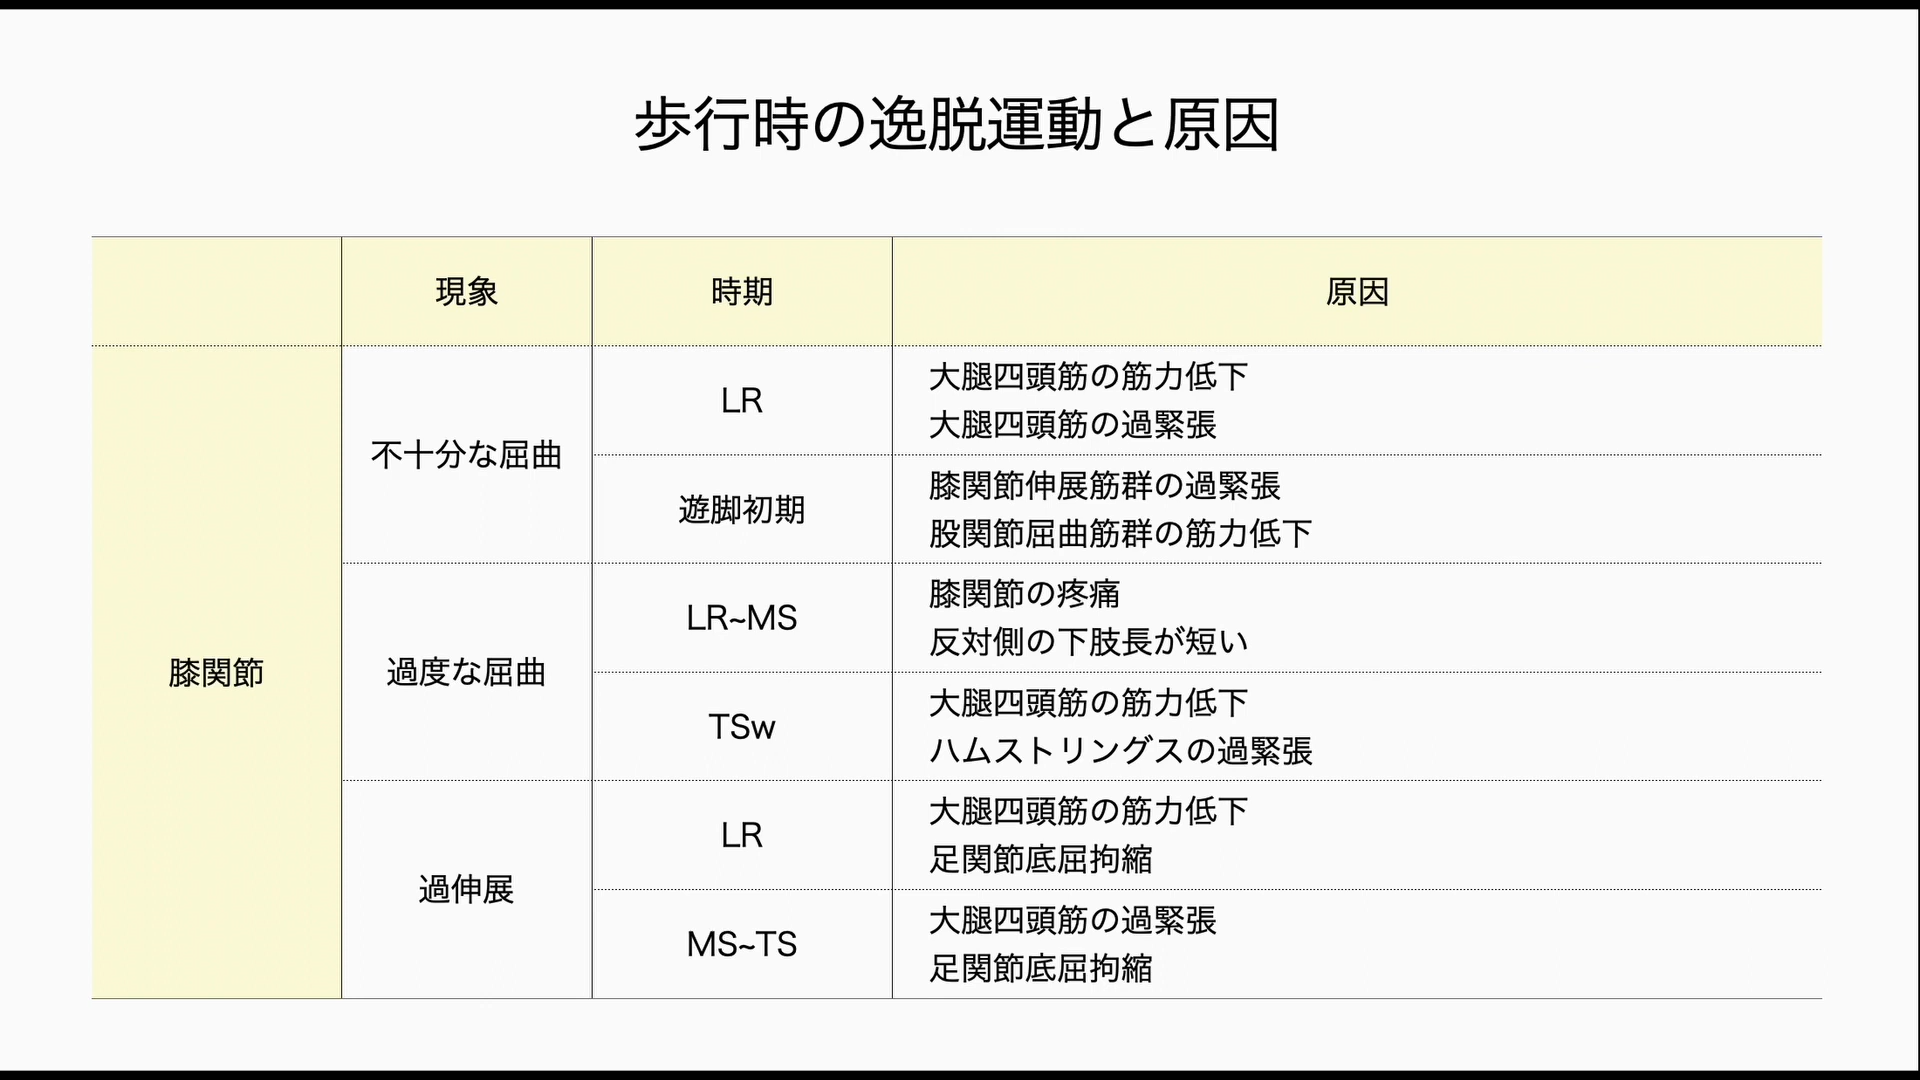 歩行時の逸脱運動と原因
現象
時期
原因
膝関節
不十分な屈曲
LR
大腿四頭筋の筋力低下
大腿四頭筋の過緊張
遊脚初期
膝関節伸展筋群の過緊張
股関節屈曲筋群の筋力低下
過度な屈曲
LR~MS
膝関節の疼痛
反対側の下肢長が短い
TSw
大腿四頭筋の筋力低下
ハムストリングスの過緊張
過伸展
LR
大腿四頭筋の筋力低下
足関節底屈拘縮
MS~TS
大腿四頭筋の過緊張
足関節底屈拘縮